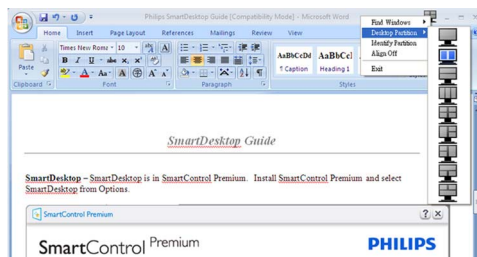 Philips SmartDesktop Guide [Compatibility Mode] - Microsoft Word
Home Insert Page Layout References Mailings Review View
Find Windows
Desktop Partition
Identify Partition
Align Off
Exit
Times New Roma 10
Paste
B I U abe x, x²
AaBbCcDd AaBbCcI
¶ Caption Heading 1
Clipboard Font Paragraph Styles
SmartDesktop Guide
SmartDesktop – SmartDesktop is in SmartControl Premium. Install SmartControl Premium and select
SmartDesktop from Options.
SmartControl Premium
SmartControl Premium PHILIPS